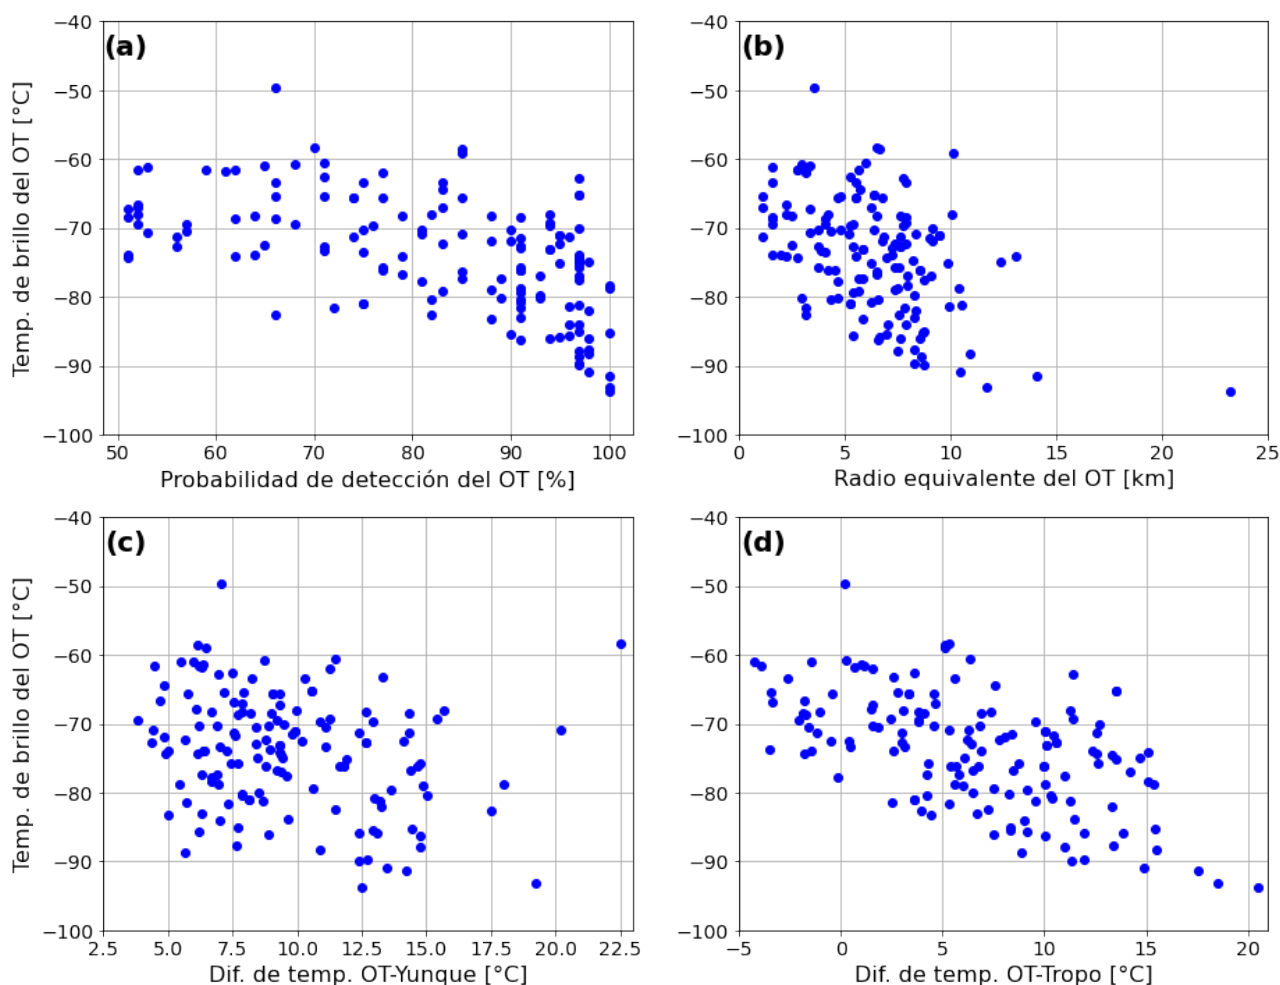 (a)
Temp. de brillo del OT [°C]
−40
−50
−60
−70
−80
−90
−100
50 60 70 80 90 100
Probabilidad de detección del OT [%]
(b)
−40
−50
−60
−70
−80
−90
−100
0 5 10 15 20 25
Radio equivalente del OT [km]
(c)
Temp. de brillo del OT [°C]
−40
−50
−60
−70
−80
−90
−100
2.5 5.0 7.5 10.0 12.5 15.0 17.5 20.0 22.5
Dif. de temp. OT-Yunque [°C]
(d)
−40
−50
−60
−70
−80
−90
−100
−5 0 5 10 15 20
Dif. de temp. OT-Tropo [°C]